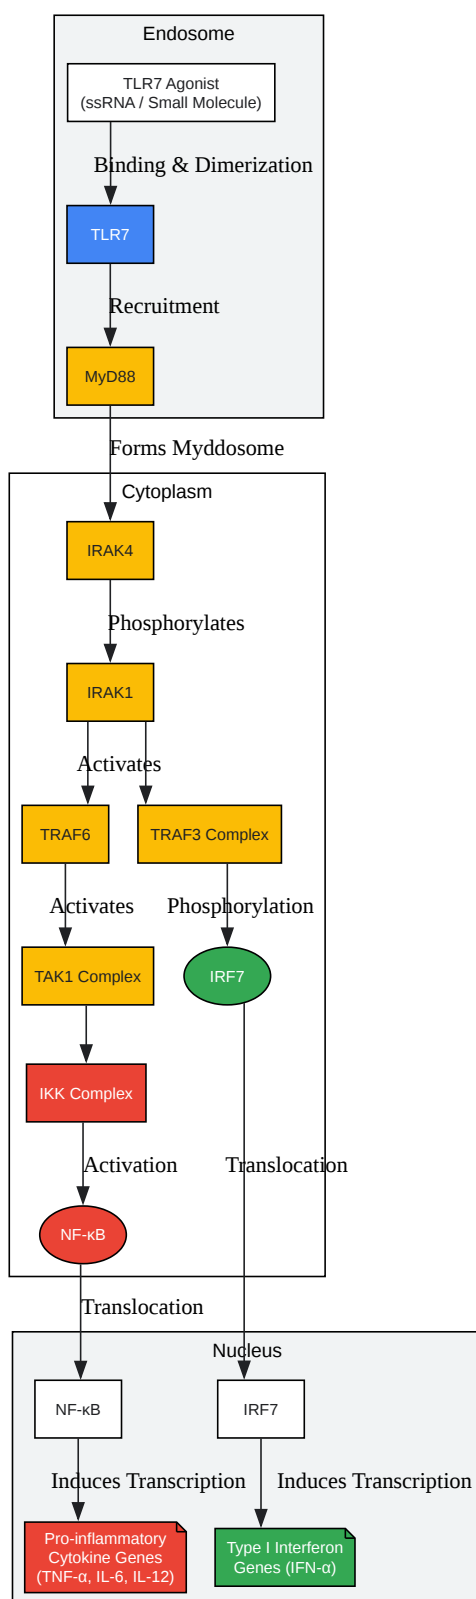 Endosome
TLR7 Agonist
(ssRNA / Small Molecule)
Binding & Dimerization
TLR7
Recruitment
MyD88
Forms Myddosome
Cytoplasm
IRAK4
Phosphorylates
IRAK1
Activates
TRAF6
TRAF3 Complex
Activates
Phosphorylation
TAK1 Complex
IRF7
IKK Complex
Activation
Translocation
NF-κB
Translocation
Nucleus
NF-κB
IRF7
Induces Transcription
Induces Transcription
Pro-inflammatory
Cytokine Genes
(TNF-α, IL-6, IL-12)
Type I Interferon
Genes (IFN-α)